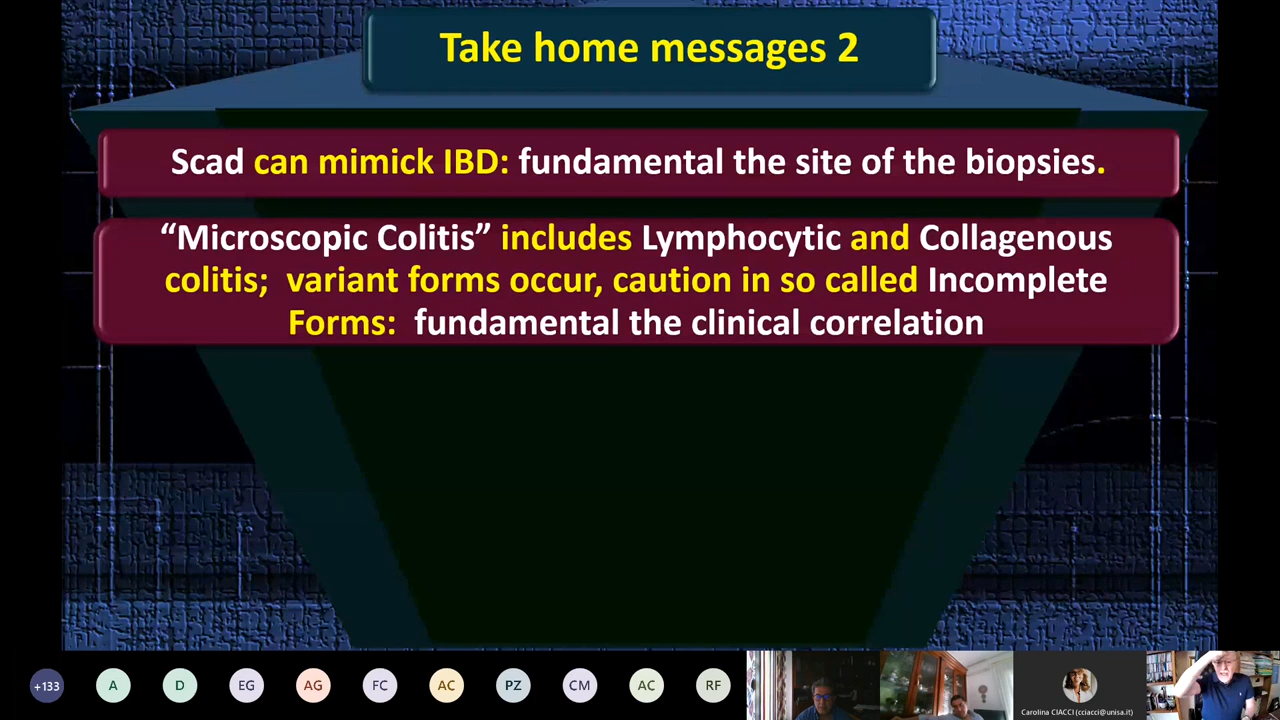 Take home messages 2
Scad can mimick IBD: fundamental the site of the biopsies.
“Microscopic Colitis” includes Lymphocytic and Collagenous
colitis; variant forms occur, caution in so called Incomplete
Forms: fundamental the clinical correlation
+133 A D EG AG FC AC PZ CM AC RF
Carolina CIACCI (cciacci@unisa.it)